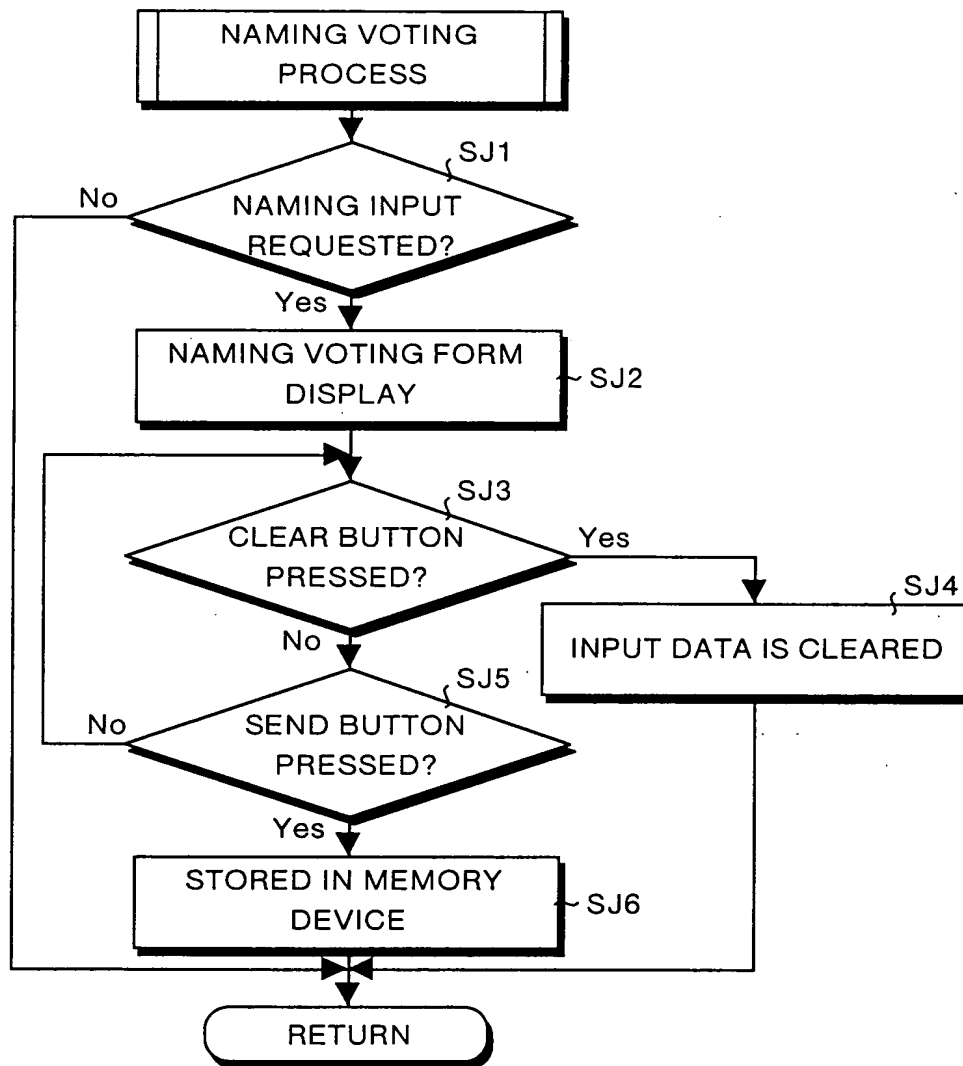 NAMING VOTING
PROCESS
SJ1
No
NAMING INPUT
REQUESTED?
Yes
NAMING VOTING FORM
DISPLAY
SJ2
SJ3
CLEAR BUTTON
PRESSED?
Yes
SJ4
No
INPUT DATA IS CLEARED
SJ5
No
SEND BUTTON
PRESSED?
Yes
STORED IN MEMORY
DEVICE
SJ6
RETURN